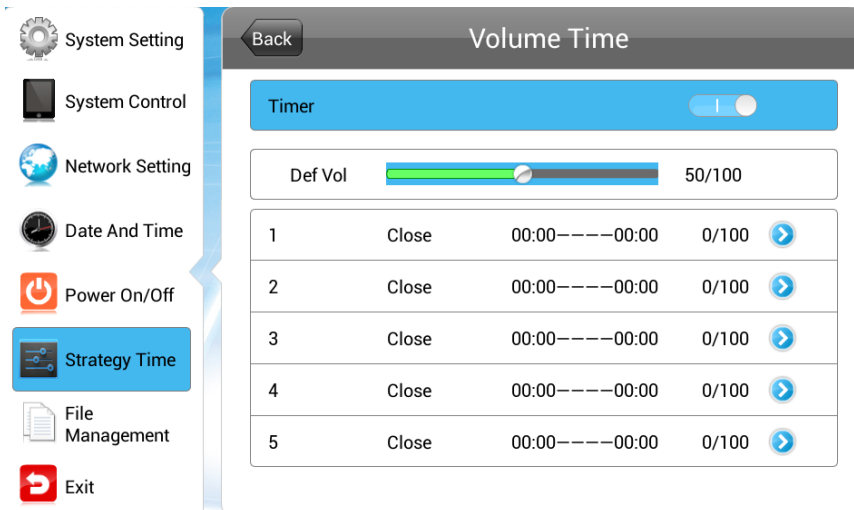 System Setting
System Control
Network Setting
Date And Time
Power On/Off
Strategy Time
File
Management
Exit
Back
Volume Time
Timer
Def Vol 50/100
1 Close 00:00————00:00 0/100
2 Close 00:00————00:00 0/100
3 Close 00:00————00:00 0/100
4 Close 00:00————00:00 0/100
5 Close 00:00————00:00 0/100